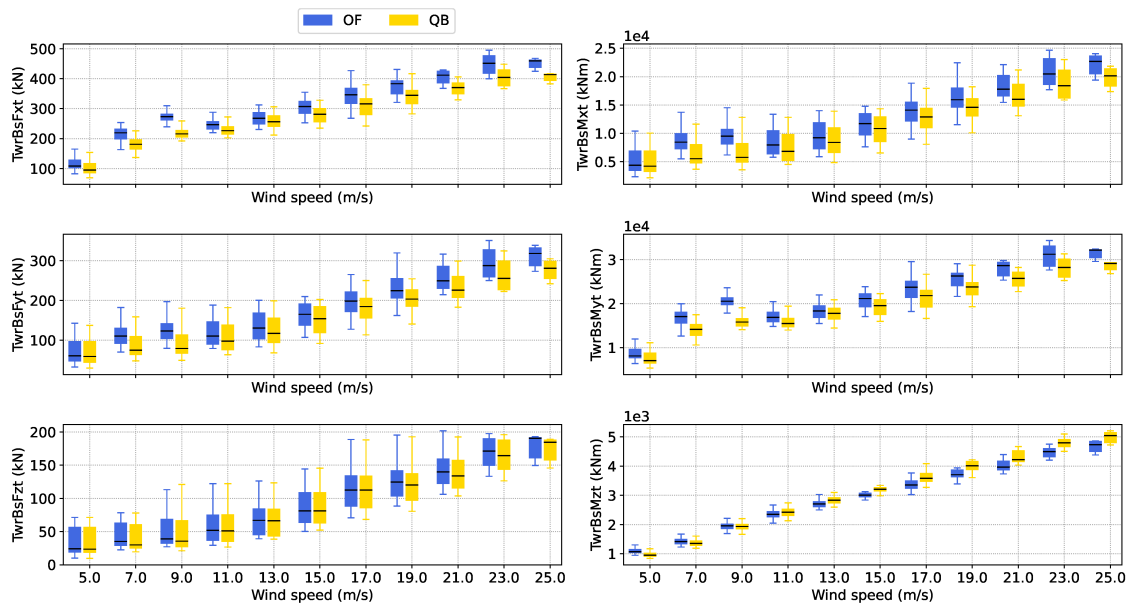 OF QB
TwrBsFxt (kN)
500
400
300
200
100
Wind speed (m/s)
1e4
TwrBsMxt (kNm)
2.5
2.0
1.5
1.0
0.5
Wind speed (m/s)
TwrBsFyt (kN)
300
200
100
Wind speed (m/s)
1e4
TwrBsMyt (kNm)
3
2
1
Wind speed (m/s)
TwrBsFzt (kN)
200
150
100
50
0
5.0 7.0 9.0 11.0 13.0 15.0 17.0 19.0 21.0 23.0 25.0
Wind speed (m/s)
1e3
TwrBsMzt (kNm)
5
4
3
2
1
5.0 7.0 9.0 11.0 13.0 15.0 17.0 19.0 21.0 23.0 25.0
Wind speed (m/s)